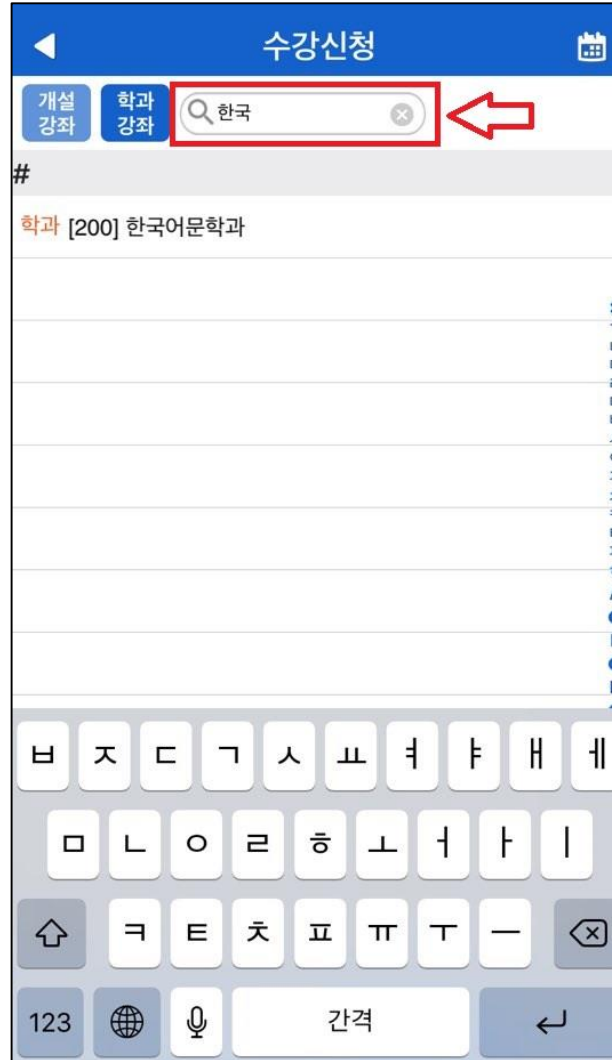 수강신청
개설 학과
강좌 강좌
한국
#
학과 [200] 한국어문학과
ㅂ ㅈ ㄷ ㄱ ㅅ ㅛ ㅕ ㅑ ㅐ ㅔ
ㅁ ㄴ ㅇ ㄹ ㅎ ㅗ ㅓ ㅏ ㅣ
ㅋ ㅌ ㅊ ㅍ ㅠ ㅜ ㅡ
123 간격